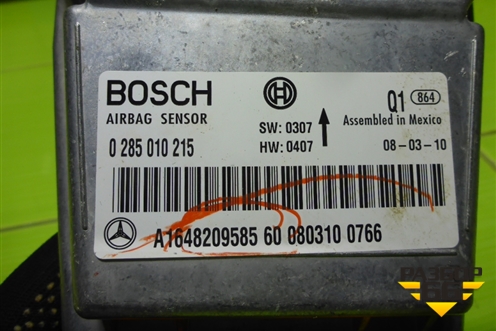 BOSCH
AIRBAG SENSOR
0 285 010 215
SW: 0307
HW: 0407
Q1 864
Assembled in Mexico
08-03-10
A1648209585 60 080310 0766
РАЗБОР